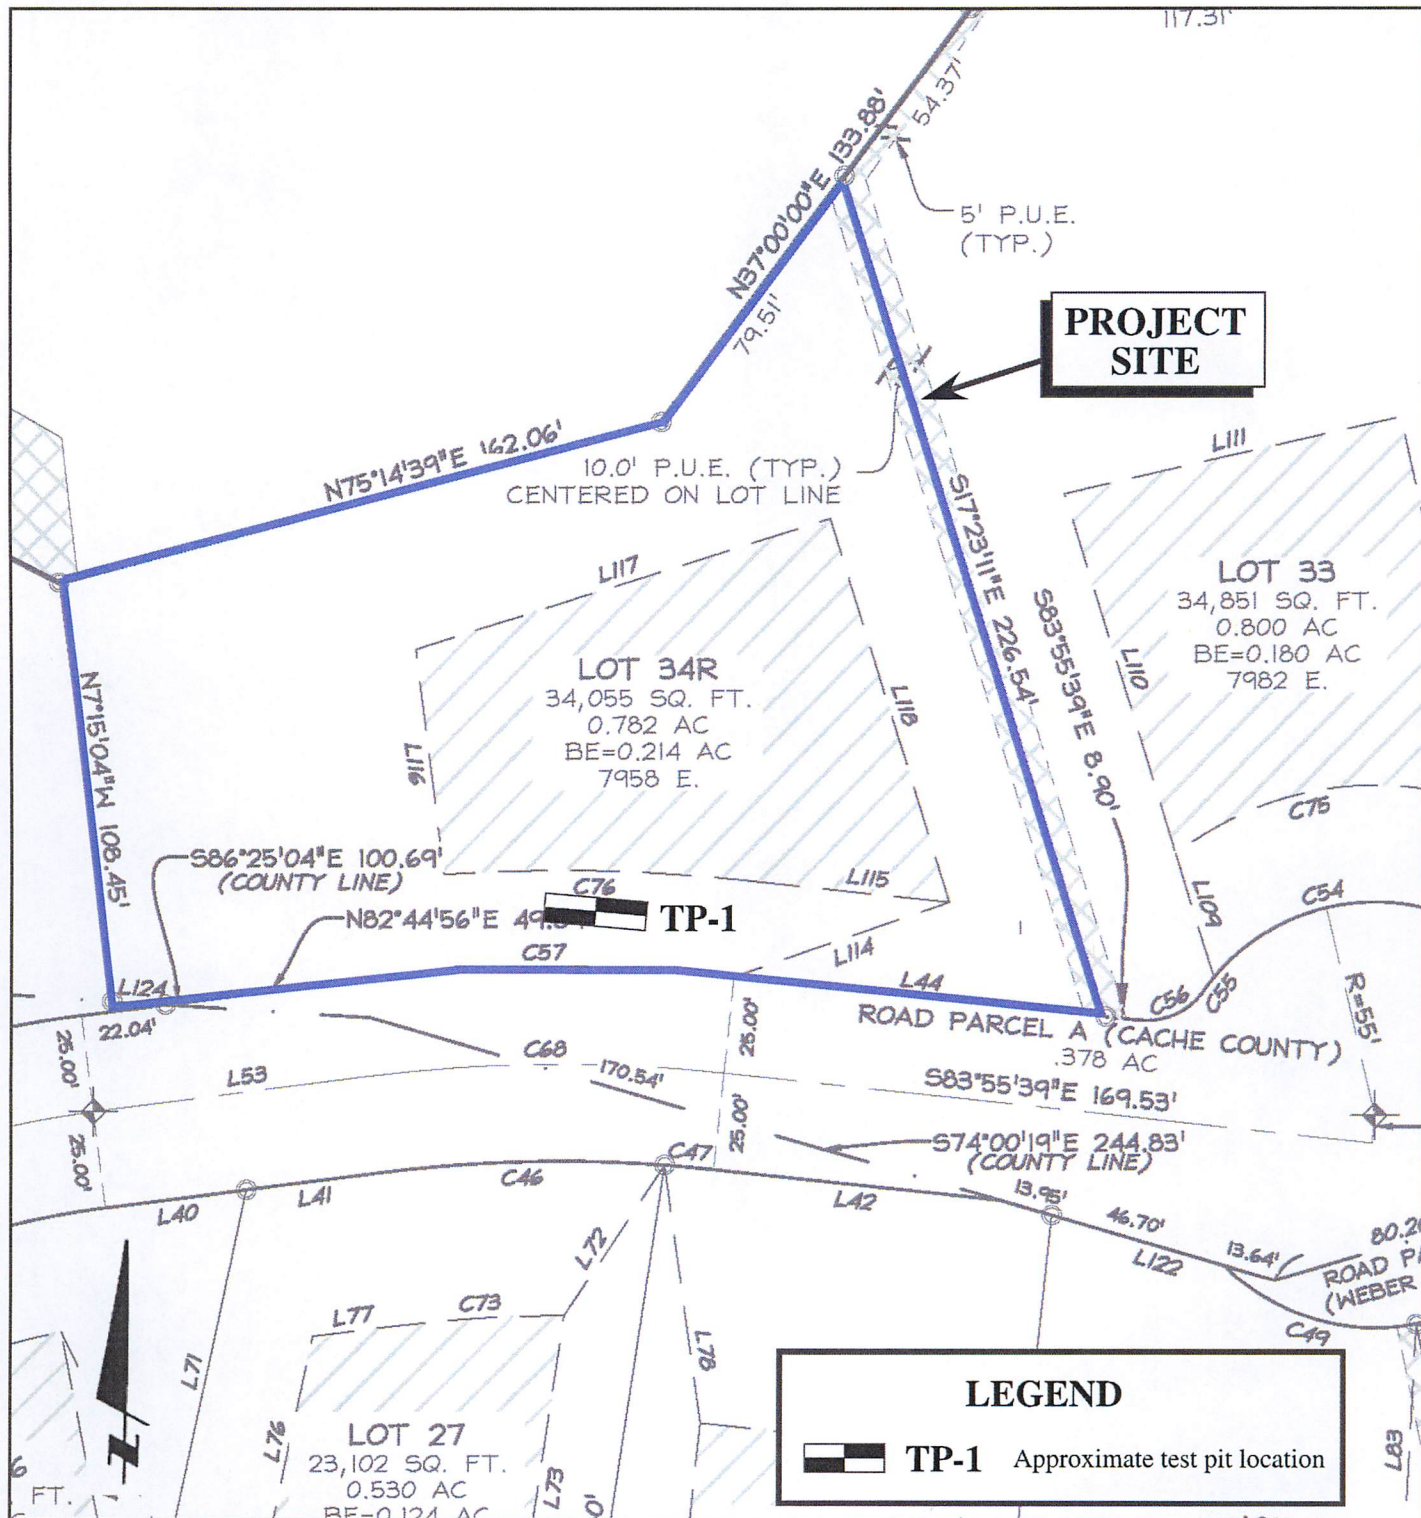 117.31'
54.37'
N37°00'00"E 133.88'
79.51'
5' P.U.E.
(TYP.)
PROJECT
SITE
N75°14'39"E 162.06'
10.0' P.U.E. (TYP.)
CENTERED ON LOT LINE
S17°23'11"E 226.54'
L111
L117
LOT 33
34,851 SQ. FT.
0.800 AC
BE=0.180 AC
7982 E.
S83°55'39"E 8.90'
L110
LOT 34R
34,055 SQ. FT.
0.782 AC
BE=0.214 AC
7958 E.
L118
L116
N7°15'04"W 108.45'
C75
S86°25'04"E 100.69'
(COUNTY LINE)
C76
L115
L109
C54
N82°44'56"E
TP-1
C57
L114
L124
L44
C56
C55
R=55'
22.04'
25.00'
25.00'
ROAD PARCEL A (CACHE COUNTY)
.378 AC
C68
L53
170.54'
S83°55'39"E 169.53'
25.00'
25.00'
S74°00'19"E 244.83'
(COUNTY LINE)
C47
C46
L41
L40
L42
13.95'
46.70'
L122
13.64'
80.2
ROAD P
(WEBER
C49
L72
L77
C73
L78
L71
L76
LOT 27
23,102 SQ. FT.
0.530 AC
BE=0.124 AC
L73
0'
6
FT.
N
L83
LEGEND
TP-1 Approximate test pit location